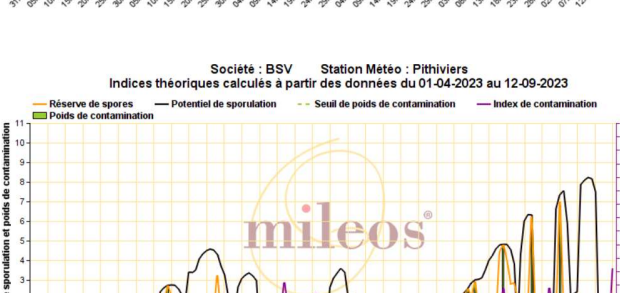 Société : BSV Station Météo : Pithiviers
Indices théoriques calculés à partir des données du 01-04-2023 au 12-09-2023
Réserve de spores Potentiel de sporulation Seuil de poids de contamination Index de contamination
Poids de contamination
sporulation et poids de contamination
11
10
9
8
7
6
5
4
3
mileos®